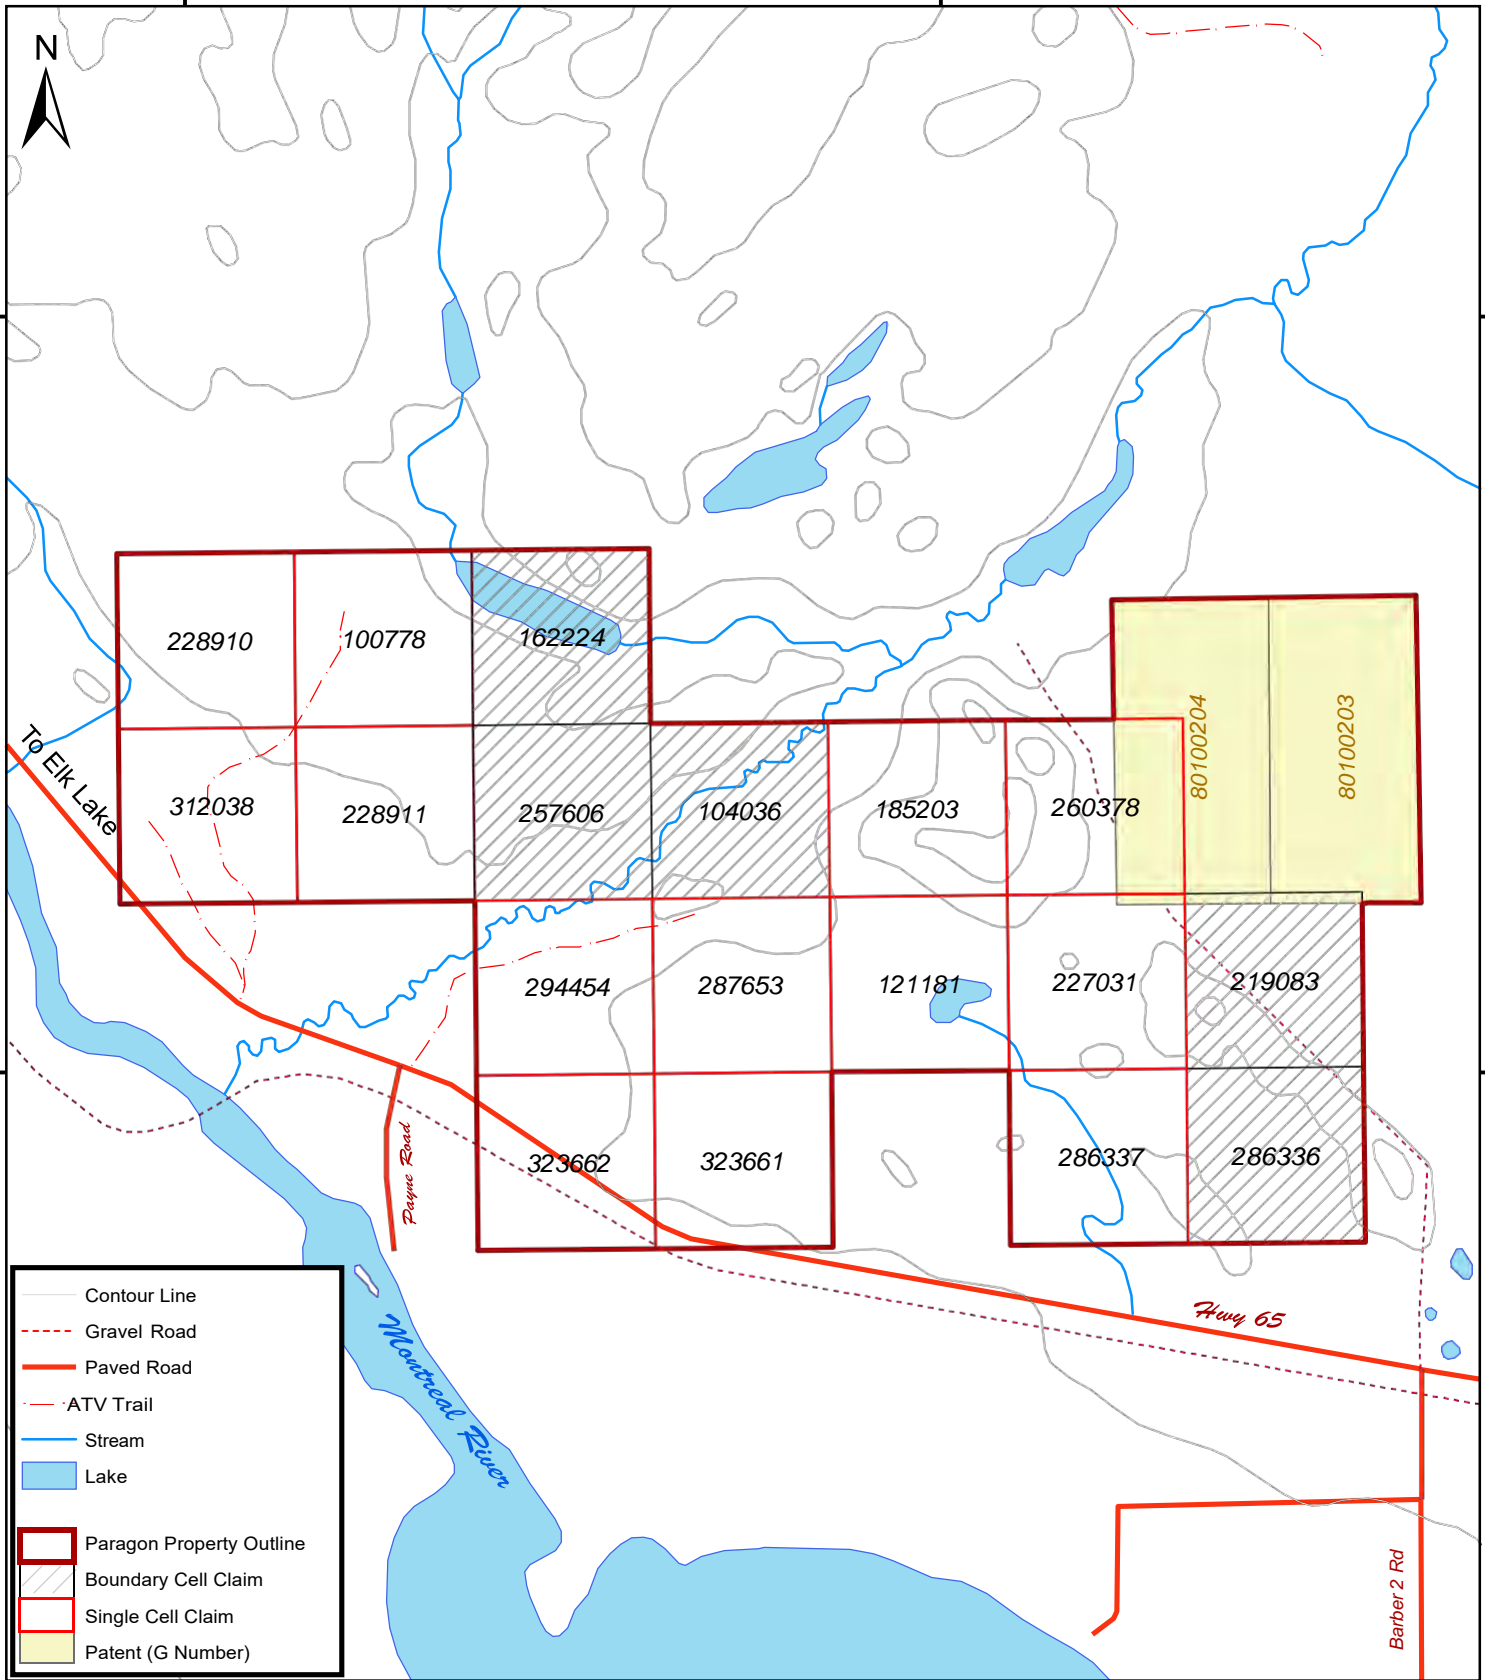 N
228910
100778
162224
80100204
80100203
To Elk Lake
312038
228911
257606
104036
185203
260378
294454
287653
121181
227031
219083
323662
323661
286337
286336
Payne Road
Hwy 65
Montreal River
Barber 2 Rd
Contour Line
Gravel Road
Paved Road
ATV Trail
Stream
Lake
Paragon Property Outline
Boundary Cell Claim
Single Cell Claim
Patent (G Number)